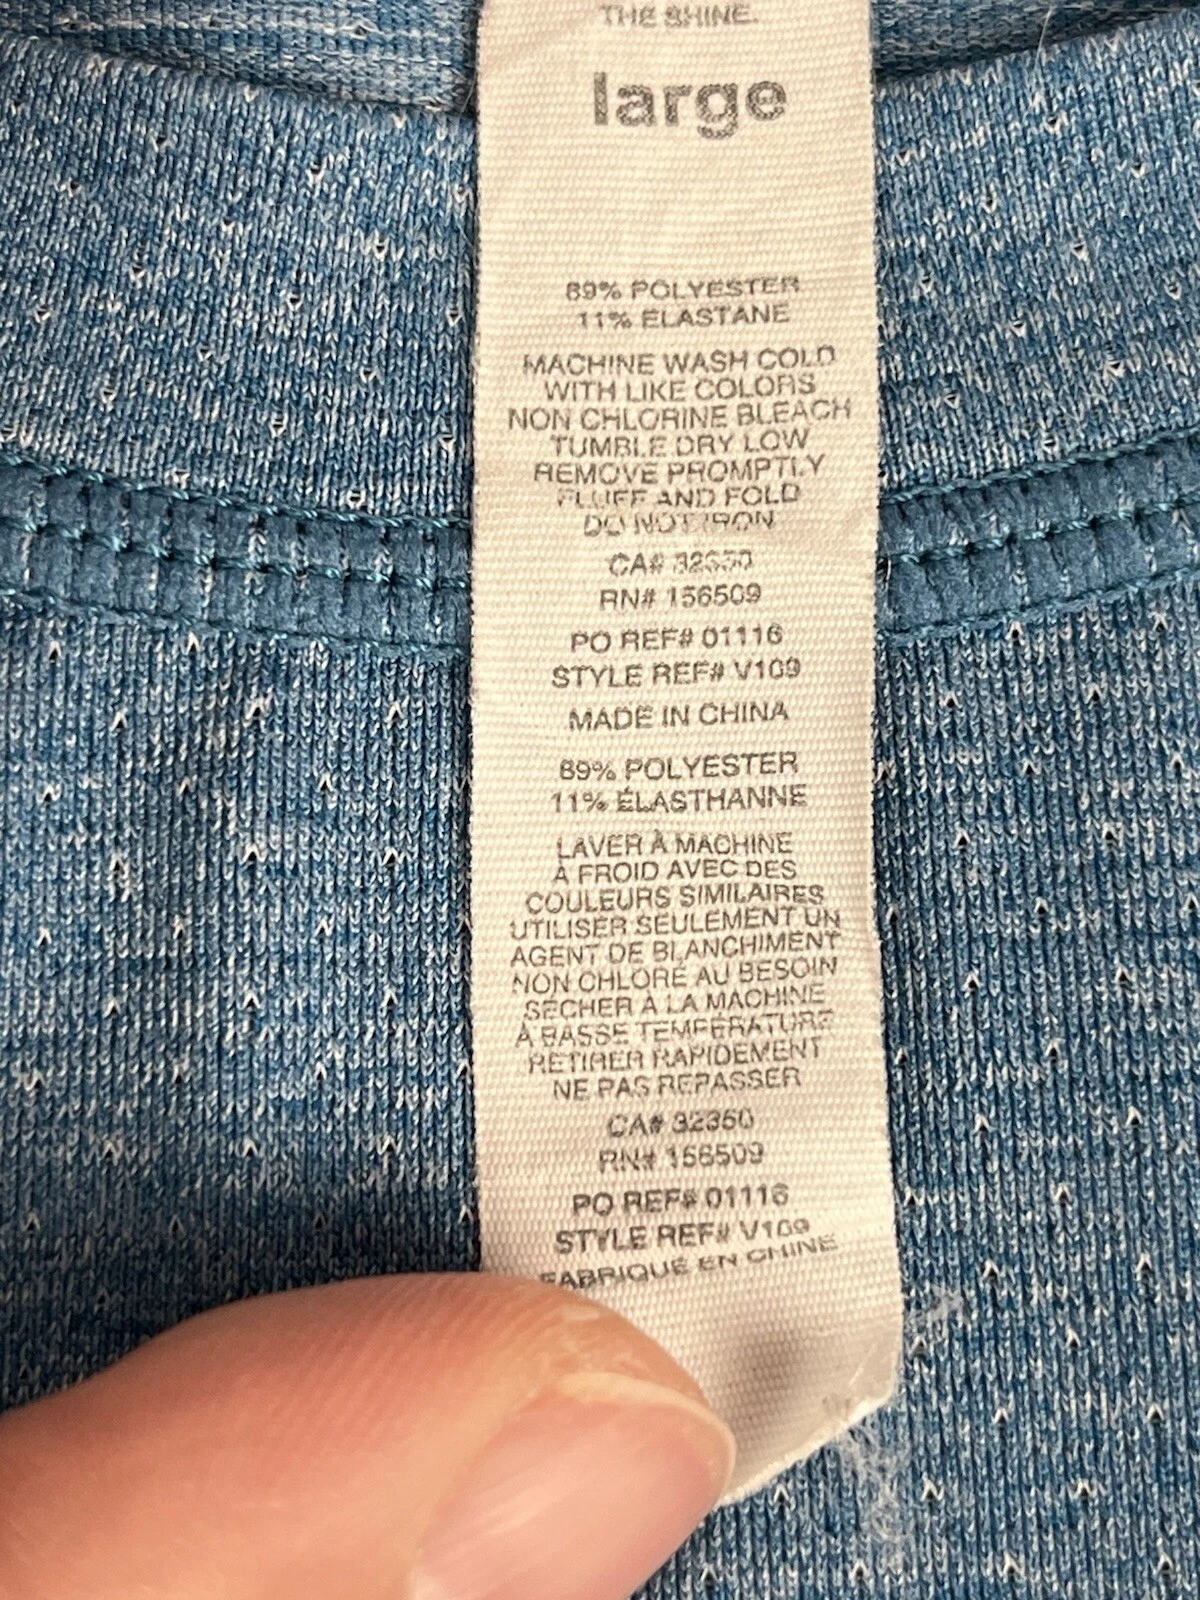 THE SHINE.
large
89% POLYESTER
11% ELASTANE
MACHINE WASH COLD
WITH LIKE COLORS
NON CHLORINE BLEACH
TUMBLE DRY LOW
REMOVE PROMPTLY
FLUFF AND FOLD
DO NOT IRON
CA# 32350
RN# 156509
PO REF# 01116
STYLE REF# V109
MADE IN CHINA
89% POLYESTER
11% ÉLASTHANNE
LAVER À MACHINE
À FROID AVEC DES
COULEURS SIMILAIRES
UTILISER SEULEMENT UN
AGENT DE BLANCHIMENT
NON CHLORÉ AU BESOIN
SÉCHER À LA MACHINE
À BASSE TEMPÉRATURE
RETIRER RAPIDEMENT
NE PAS REPASSER
CA# 32350
RN# 156509
PO REF# 01116
STYLE REF# V109
FABRIQUÉ EN CHINE